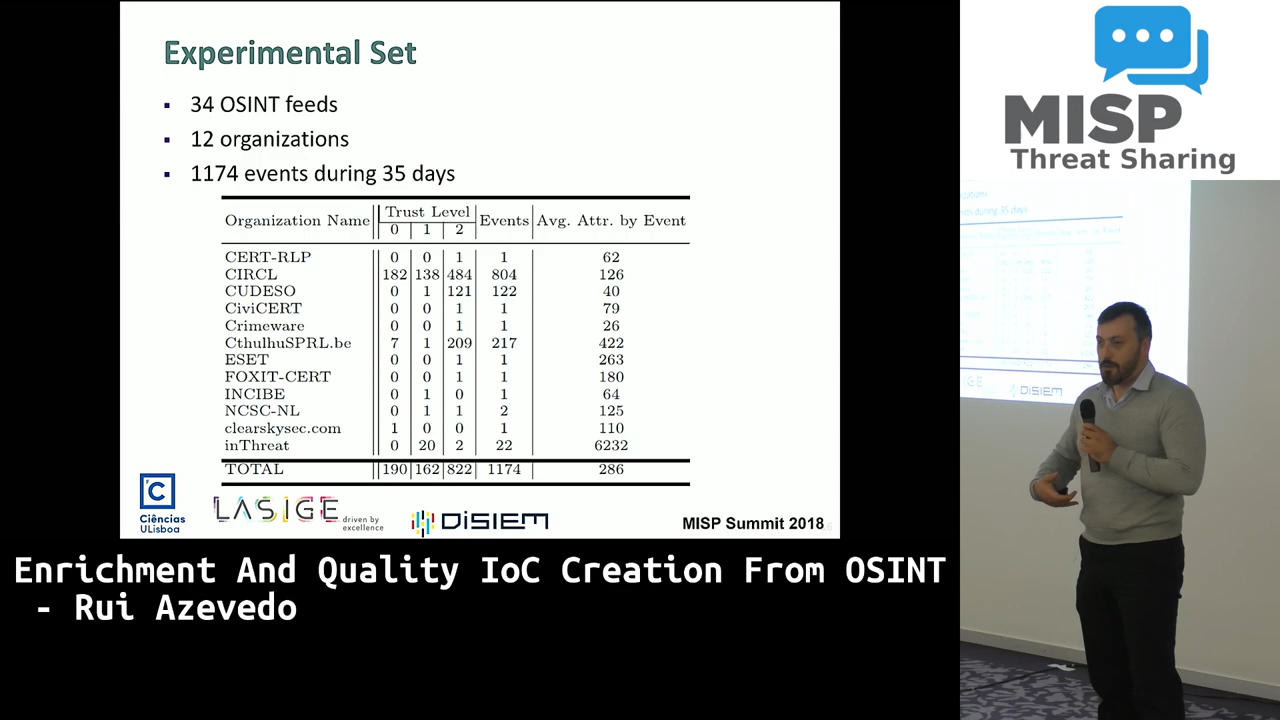 Experimental Set
34 OSINT feeds
12 organizations
1174 events during 35 days
Organization Name Trust Level Events Avg. Attr. by Event
0 1 2
CERT-RLP 0 0 1 1 62
CIRCL 182 138 484 804 126
CUDESO 0 1 121 122 40
CiviCERT 0 0 1 1 79
Crimeware 0 0 1 1 26
CthulhuSPRL.be 7 1 209 217 422
ESET 0 0 1 1 263
FOXIT-CERT 0 0 1 1 180
INCIBE 0 1 0 1 64
NCSC-NL 0 1 1 2 125
clearskysec.com 1 0 0 1 110
inThreat 0 20 2 22 6232
TOTAL 190 162 822 1174 286
Ciências
ULisboa
LASIGE driven by
excellence
DiSIEM
MISP Summit 2018
Enrichment And Quality IoC Creation From OSINT
- Rui Azevedo
MISP
Threat Sharing
nts during 35 days
DiSIEM